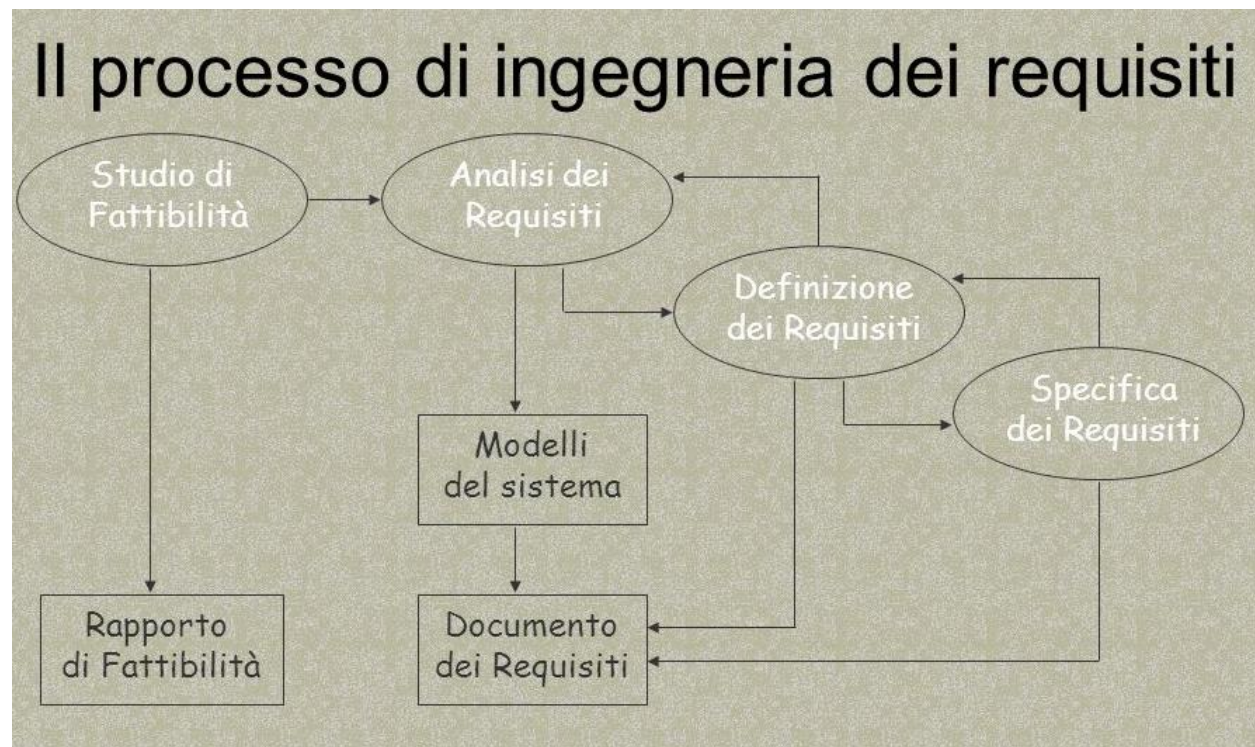 Il processo di ingegneria dei requisiti
Studio di
Fattibilità
Analisi dei
Requisiti
Definizione
dei Requisiti
Specifica
dei Requisiti
Modelli
del sistema
Rapporto
di Fattibilità
Documento
dei Requisiti